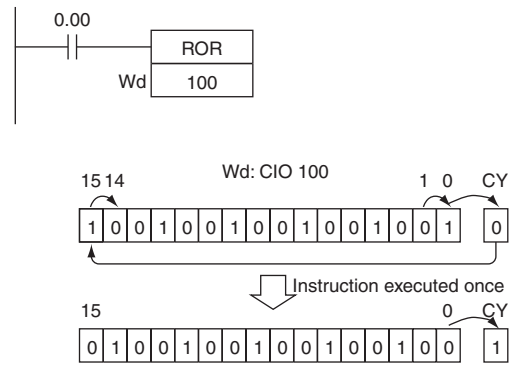 0.00
ROR
Wd 100
Wd: CIO 100
15 14 1 0 CY
1 0 0 1 0 0 1 0 0 1 0 0 1 0 0 1 0
Instruction executed once
15 0 CY
0 1 0 0 1 0 0 1 0 0 1 0 0 1 0 0 1